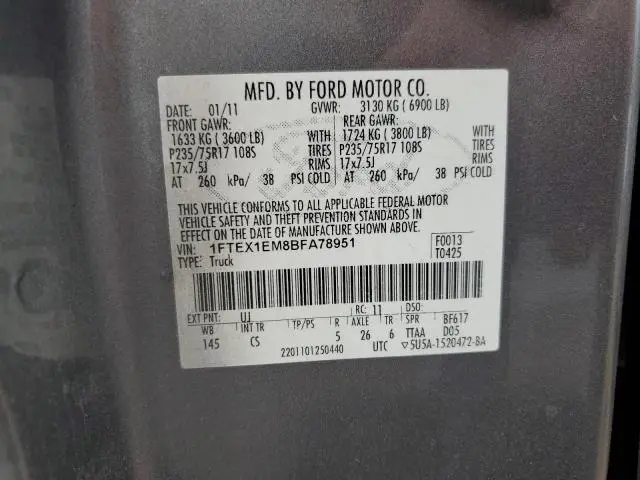 MFD. BY FORD MOTOR CO.
DATE: 01/11 GVWR: 3130 KG ( 6900 LB)
FRONT GAWR: REAR GAWR:
1633 KG ( 3600 LB) WITH 1724 KG ( 3800 LB) WITH
P235/75R17 108S TIRES P235/75R17 108S TIRES
17x7.5J RIMS 17x7.5J RIMS
AT 260 kPa/ 38 PSI COLD AT 260 kPa/ 38 PSI COLD
THIS VEHICLE CONFORMS TO ALL APPLICABLE FEDERAL MOTOR
VEHICLE SAFETY AND THEFT PREVENTION STANDARDS IN
EFFECT ON THE DATE OF MANUFACTURE SHOWN ABOVE.
VIN: 1FTEX1EM8BFA78951 F0013
TYPE: Truck T0425
EXT PNT: UJ RC: 11 DSO:
WB INT TR TP/PS R AXLE TR SPR BF617
145 CS 5 26 6 TTAA D05
2201101250440 UTC ▽5U5A-1520472-BA